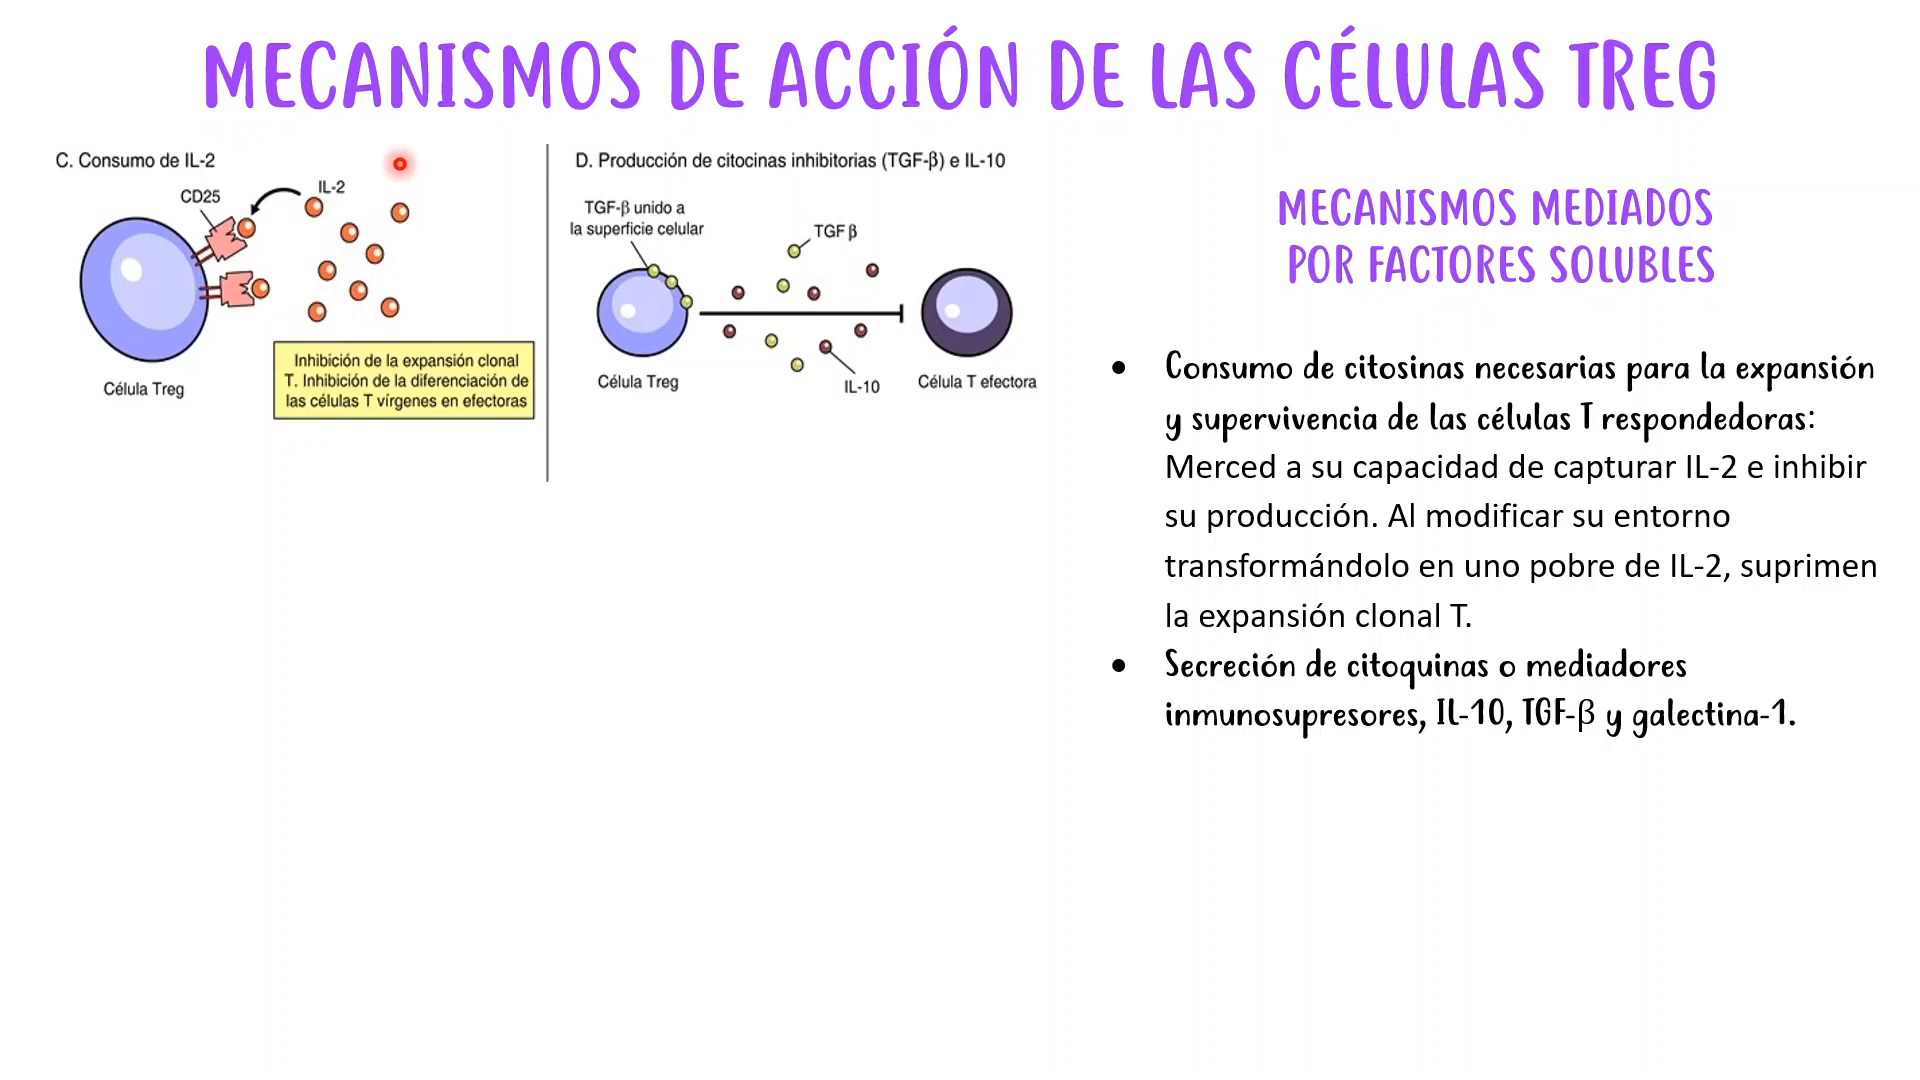 MECANISMOS DE ACCIÓN DE LAS CÉLULAS TREG
C. Consumo de IL-2
CD25
IL-2
Célula Treg
Inhibición de la expansión clonal
T. Inhibición de la diferenciación de
las células T vírgenes en efectoras
D. Producción de citocinas inhibitorias (TGF-β) e IL-10
TGF-β unido a
la superficie celular
TGF β
IL-10
Célula Treg
Célula T efectora
MECANISMOS MEDIADOS
POR FACTORES SOLUBLES
• Consumo de citosinas necesarias para la expansión
y supervivencia de las células T respondedoras:
Merced a su capacidad de capturar IL-2 e inhibir
su producción. Al modificar su entorno
transformándolo en uno pobre de IL-2, suprimen
la expansión clonal T.
• Secreción de citoquinas o mediadores
inmunosupresores, IL-10, TGF-β y galectina-1.